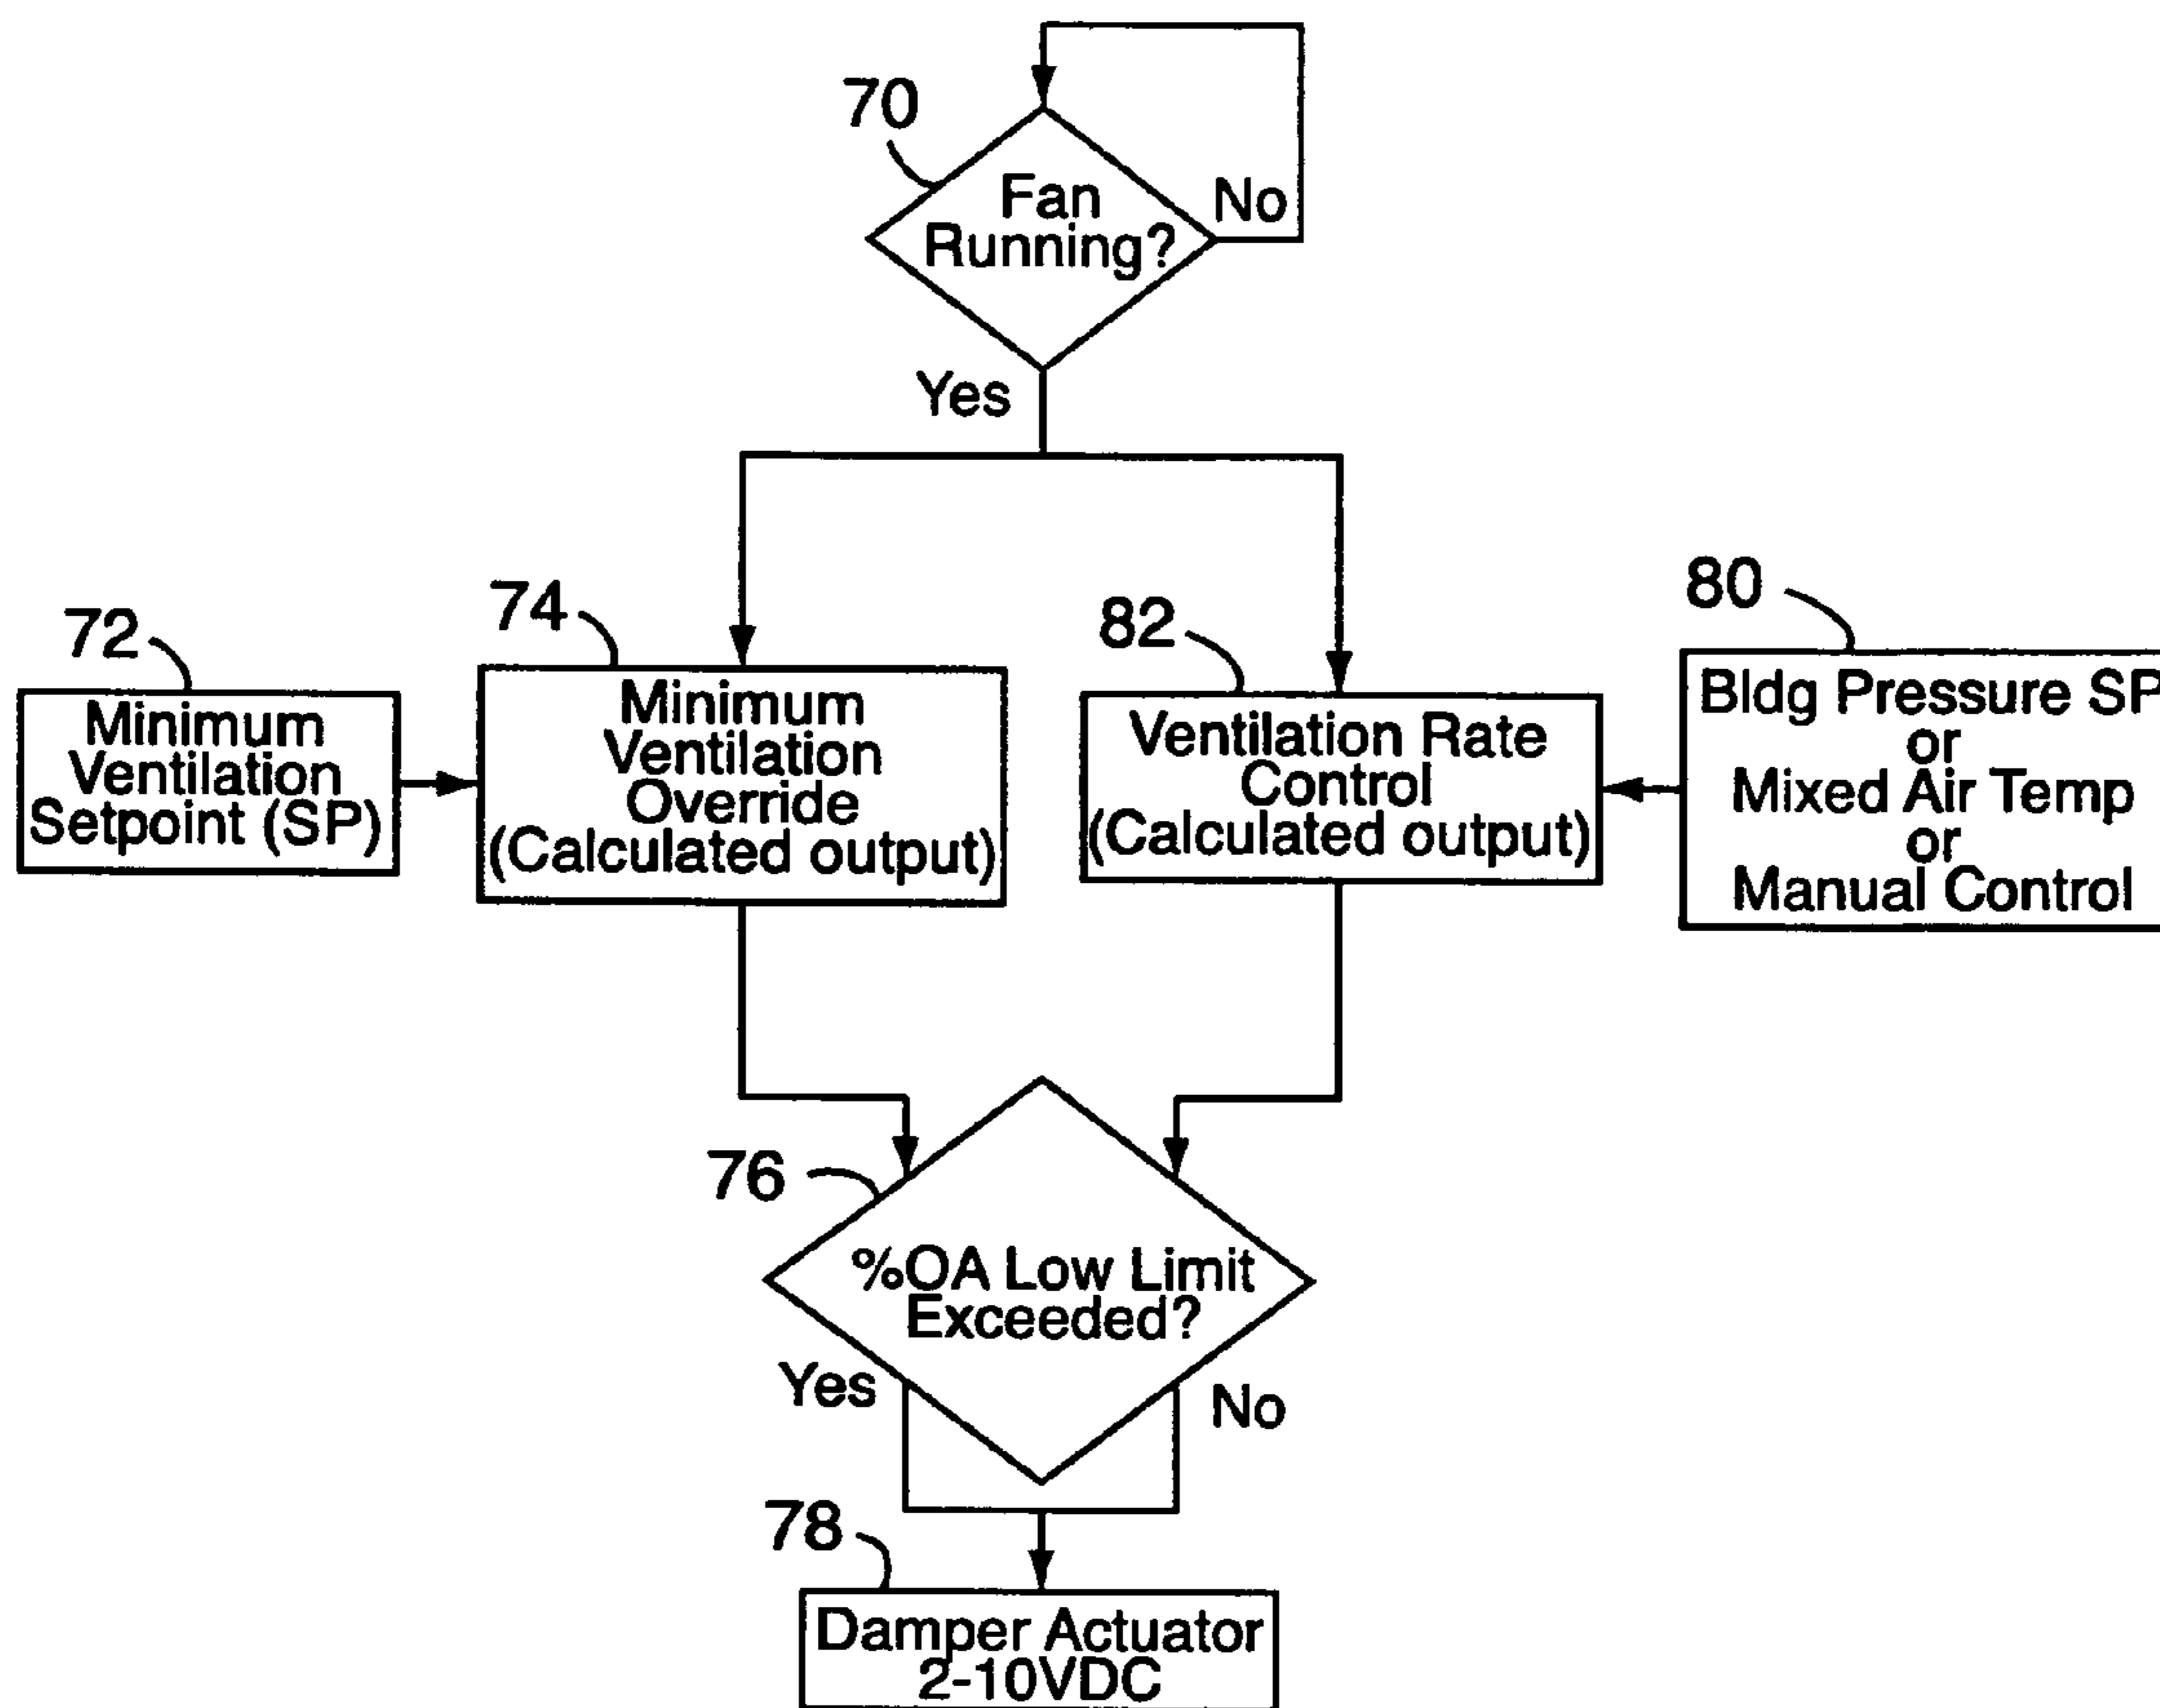 70
Fan
Running?
No
Yes
72
Minimum
Ventilation
Setpoint (SP)
74
Minimum
Ventilation
Override
(Calculated output)
82
Ventilation Rate
Control
(Calculated output)
80
Bldg Pressure SP
or
Mixed Air Temp
or
Manual Control
76
%OA Low Limit
Exceeded?
Yes
No
78
Damper Actuator
2-10VDC